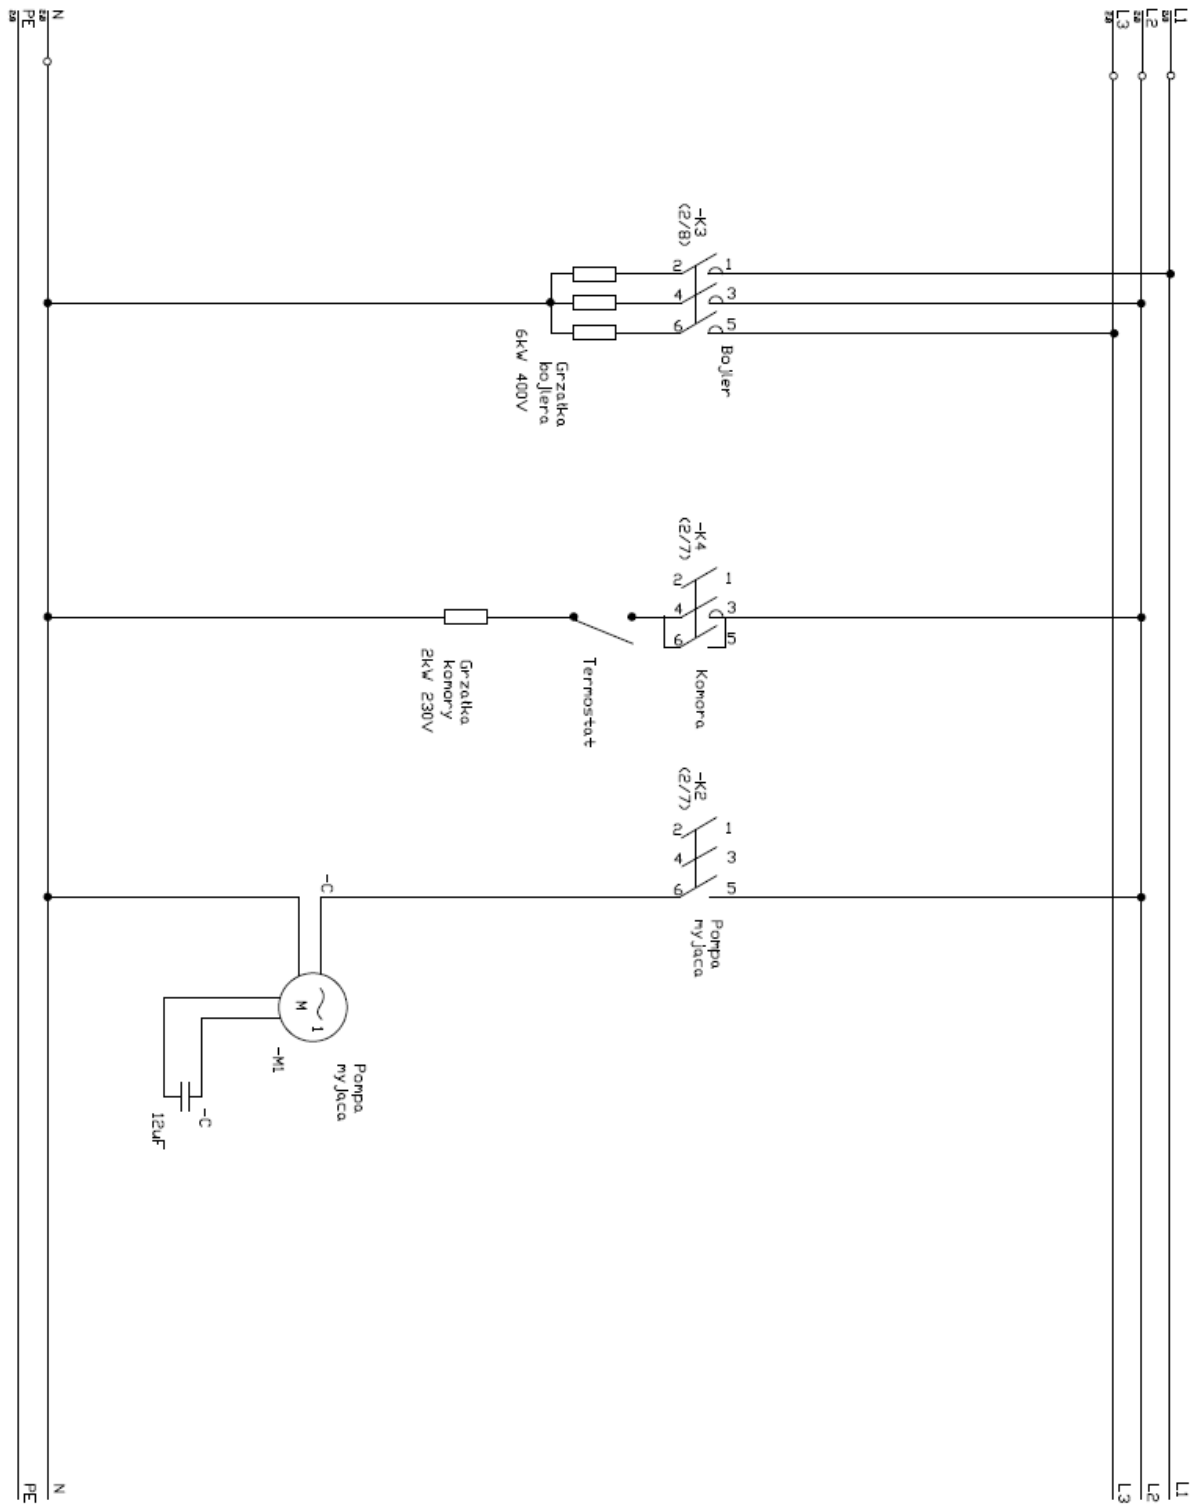 L1 L1
L2 L2
L3 L3
-K3
(2/8)
1 3 5
2 4 6
Bojler
-K4
(2/7)
1 3 5
2 4 6
Komora
-K2
(2/7)
1 3 5
2 4 6
Pompa
myjaca
Grzałka
bojlera
6kW 400V
Termostat
Grzałka
komory
2kW 230V
-C
M 1
-M1
Pompa
myjaca
-C
12uF
N N
PE PE